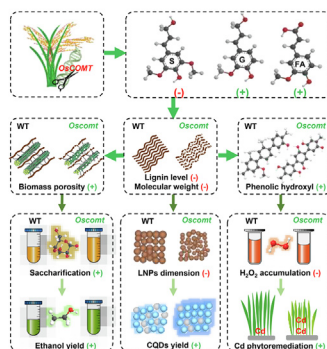 OsCOMT
S
G
FA
(-)
(+)
(+)
WT
Oscomt
Biomass porosity (+)
WT
Oscomt
Lignin level (-)
Molecular weight (-)
WT
Oscomt
Phenolic hydroxyl (+)
WT
Oscomt
Saccharification (+)
Ethanol yield (+)
WT
Oscomt
LNPs dimension (-)
CQDs yield (+)
WT
Oscomt
H₂O₂ accumulation (-)
Cd
Cd
Cd
Cd phytoremediation (+)